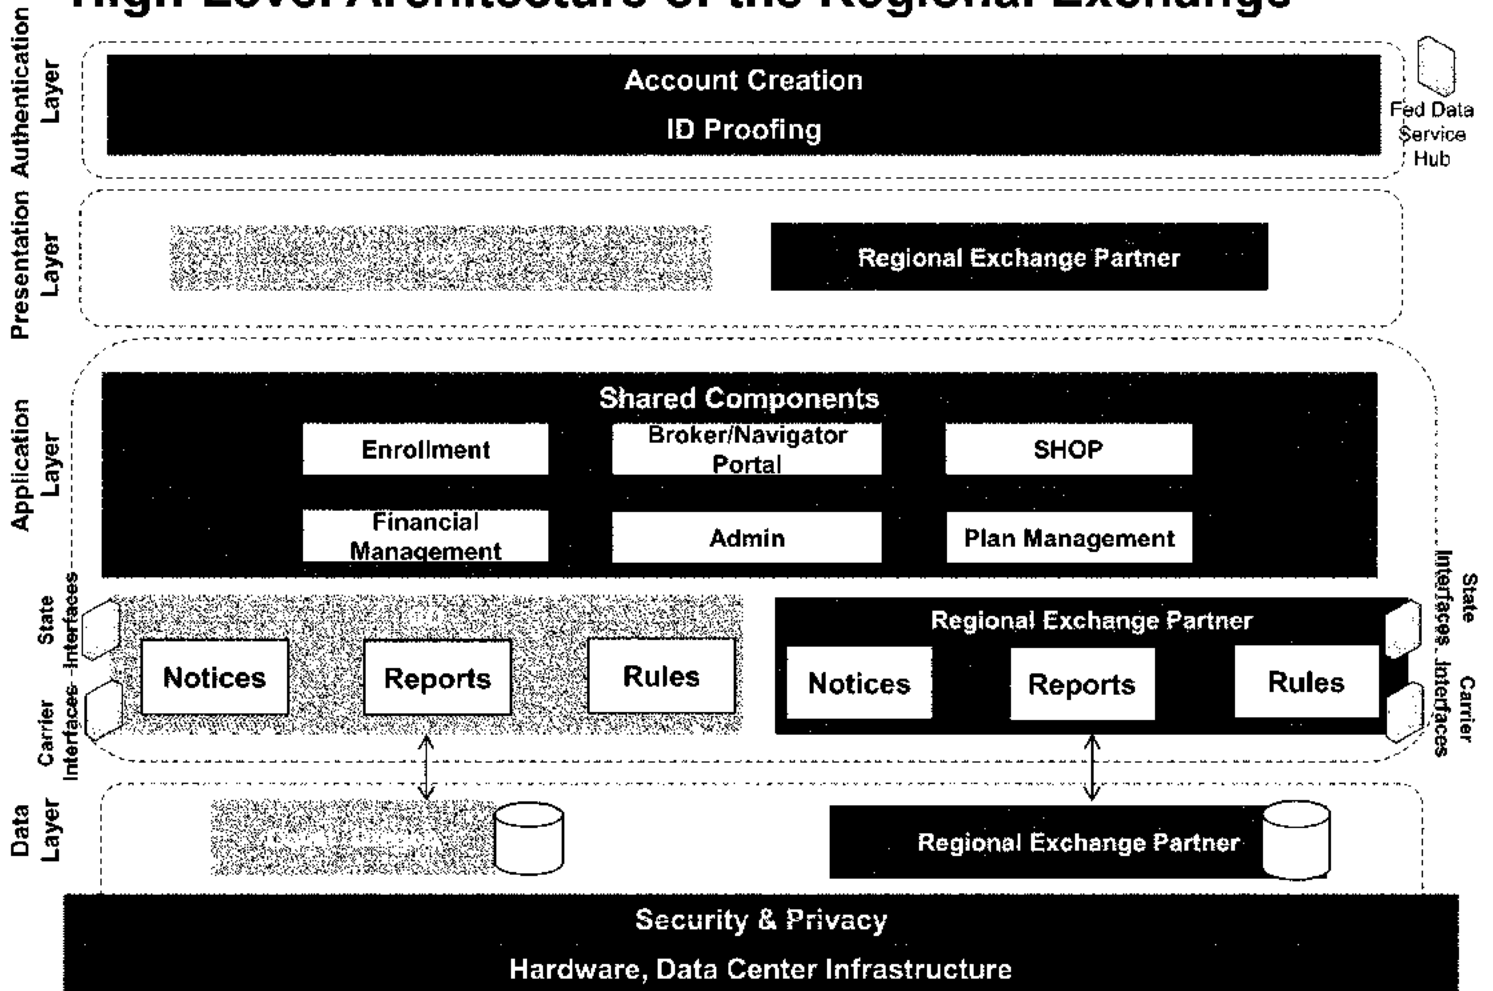 High Level Architecture of the Regional Exchange
Authentication
Layer
Account Creation
ID Proofing
Fed Data
Service
Hub
Presentation
Layer
Regional Exchange Partner
Application
Layer
Shared Components
Enrollment
Broker/Navigator
Portal
SHOP
Financial
Management
Admin
Plan Management
State
Interfaces
Carrier
Interfaces
Notices
Reports
Rules
Regional Exchange Partner
Notices
Reports
Rules
State
Interfaces
Carrier
Interfaces
Data
Layer
Regional Exchange Partner
Security & Privacy
Hardware, Data Center Infrastructure